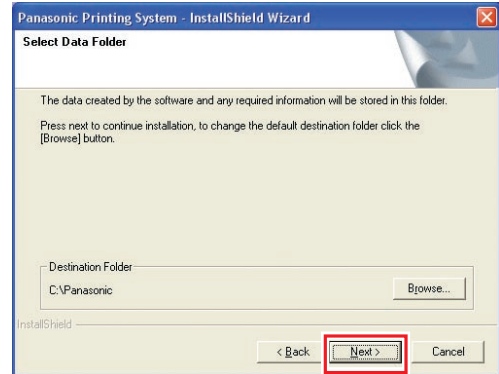 Panasonic Printing System - InstallShield Wizard
Select Data Folder
The data created by the software and any required information will be stored in this folder.
Press next to continue installation, to change the default destination folder click the
[Browse] button.
Destination Folder
C:\Panasonic
Browse...
InstallShield
< Back
Next >
Cancel